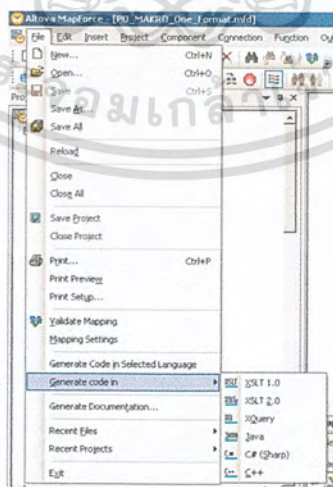 Altova MapForce - [PO_MAKRO_One_format.mfd]
File Edit Insert Project Component Connection Function
New... Ctrl+N
Open... Ctrl+O
Save Ctrl+S
Save As...
Save All
Reload
Close
Close All
Save Project
Close Project
Print... Ctrl+P
Print Preview
Print Setup...
Validate Mapping
Mapping Settings
Generate Code in Selected Language
Generate code in
XSLT 1.0
XSLT 2.0
XQuery
Java
C# (Sharp)
C++
Generate Documentation...
Recent Files
Recent Projects
Exit